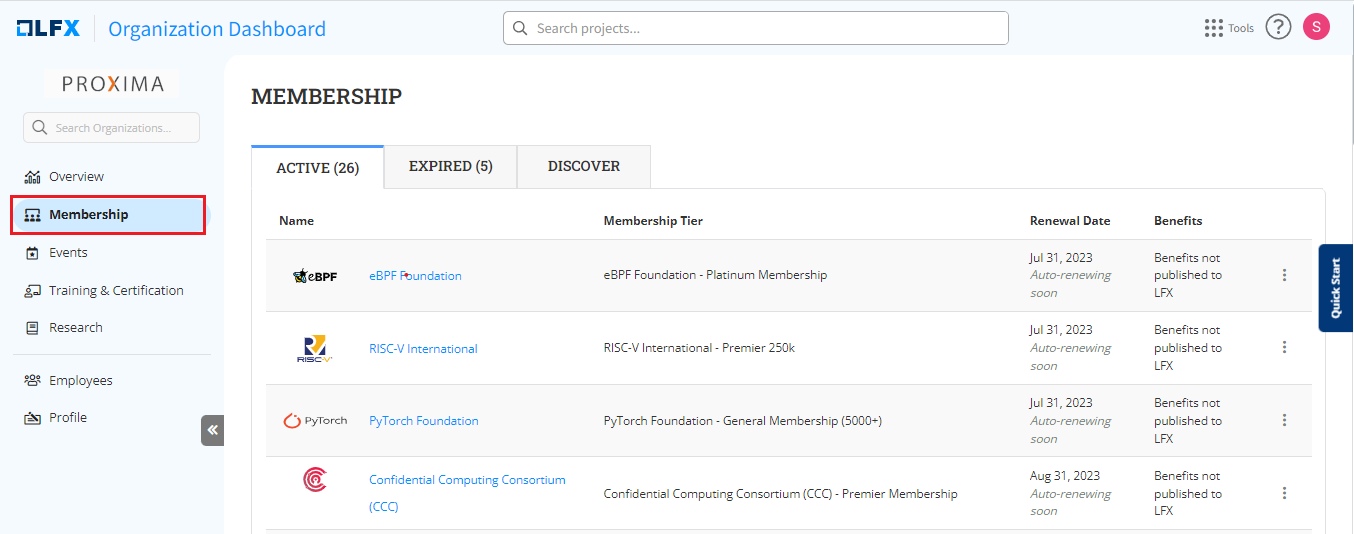 LFX Organization Dashboard
Search projects...
Tools
?
S
PROXIMA
Search Organizations...
Overview
Membership
Events
Training & Certification
Research
Employees
Profile
MEMBERSHIP
ACTIVE (26) EXPIRED (5) DISCOVER
Name Membership Tier Renewal Date Benefits
eBPF eBPF Foundation eBPF Foundation - Platinum Membership
Jul 31, 2023
Auto-renewing
soon
Benefits not
published to
LFX
RISC-V RISC-V International RISC-V International - Premier 250k
Jul 31, 2023
Auto-renewing
soon
Benefits not
published to
LFX
PyTorch PyTorch Foundation PyTorch Foundation - General Membership (5000+)
Jul 31, 2023
Auto-renewing
soon
Benefits not
published to
LFX
Confidential Computing Consortium
(CCC)
Confidential Computing Consortium (CCC) - Premier Membership
Aug 31, 2023
Auto-renewing
soon
Benefits not
published to
LFX
Quick Start